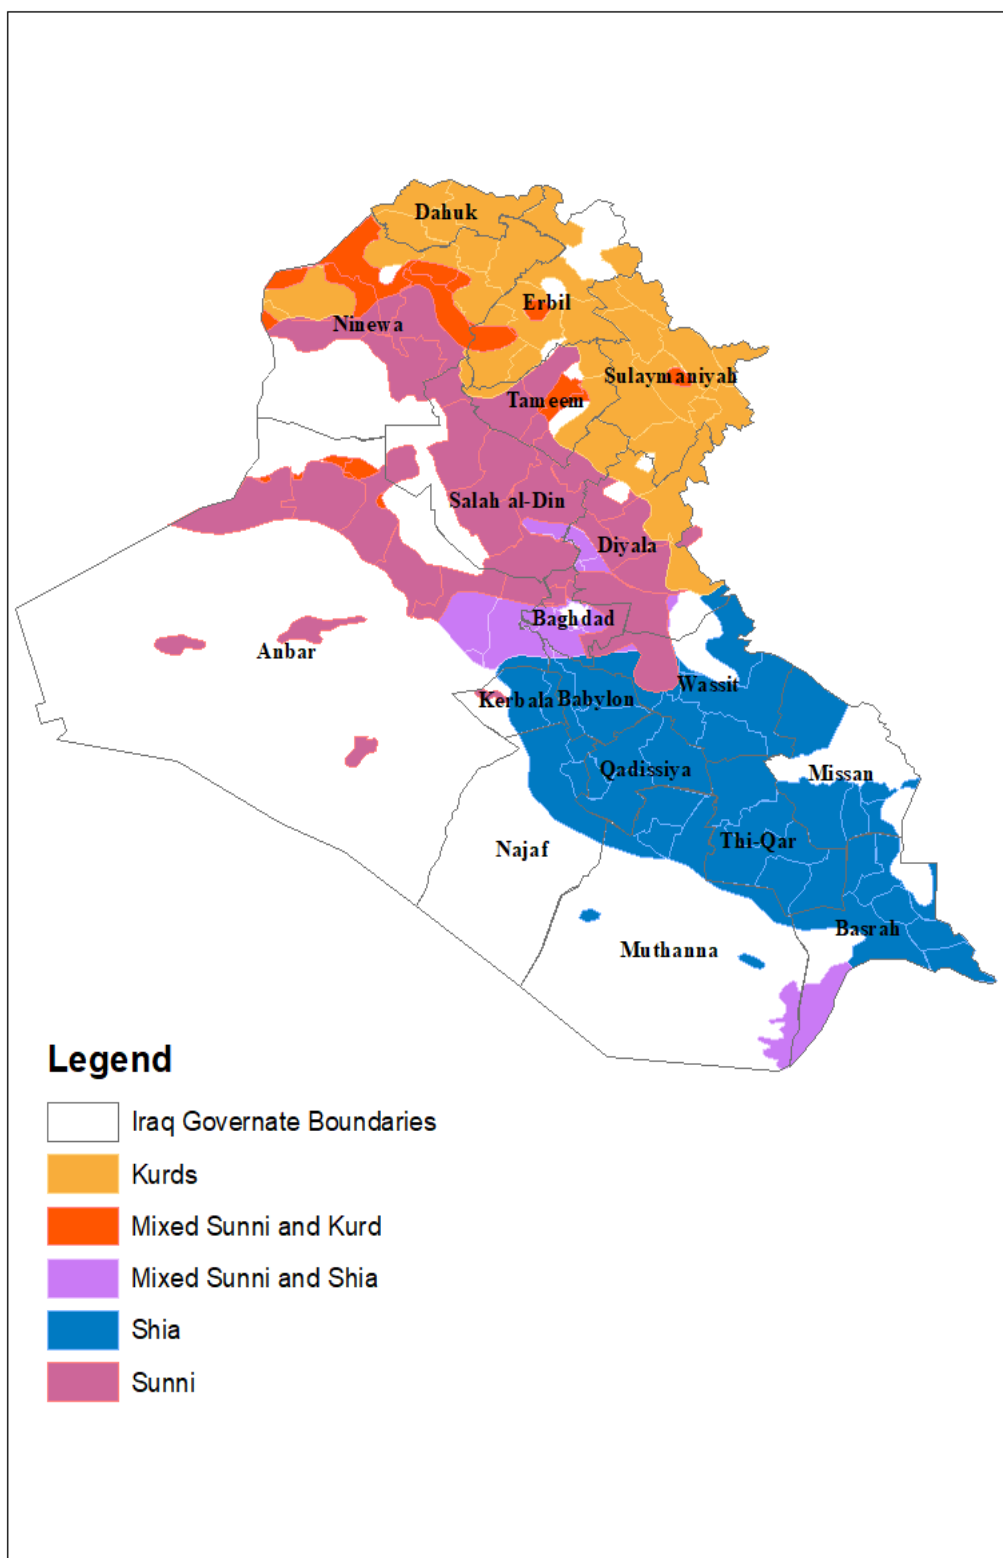 Dahuk
Erbil
Ninewa
Sulaymaniyah
Tameem
Salah al-Din
Diyala
Baghdad
Anbar
Wassit
Kerbala
Babylon
Qadissiya
Missan
Thi-Qar
Najaf
Basrah
Muthanna
Legend
Iraq Governate Boundaries
Kurds
Mixed Sunni and Kurd
Mixed Sunni and Shia
Shia
Sunni